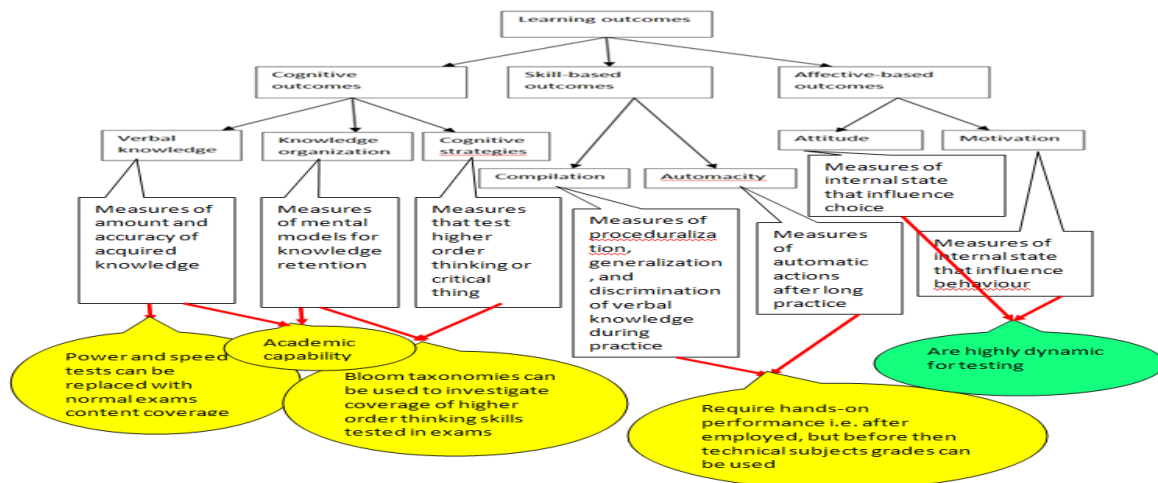 Learning outcomes
Cognitive
outcomes
Skill-based
outcomes
Affective-based
outcomes
Verbal
knowledge
Knowledge
organization
Cognitive
strategies
Attitude
Motivation
Compilation
Automacity
Measures of
amount and
accuracy of
acquired
knowledge
Measures
of mental
models for
knowledge
retention
Measures
that test
higher
order
thinking or
critical
thing
Measures of
proceduraliza
tion,
generalization
, and
discrimination
of verbal
knowledge
during
practice
Measures
of
automatic
actions
after long
practice
Measures of
internal state
that influence
choice
Measures of
internal state
that influence
behaviour
Power and speed
tests can be
replaced with
normal exams
content coverage
Academic
capability
Bloom taxonomies can
be used to investigate
coverage of higher
order thinking skills
tested in exams
Require hands-on
performance i.e. after
employed, but before then
technical subjects grades can
be used
Are highly dynamic
for testing